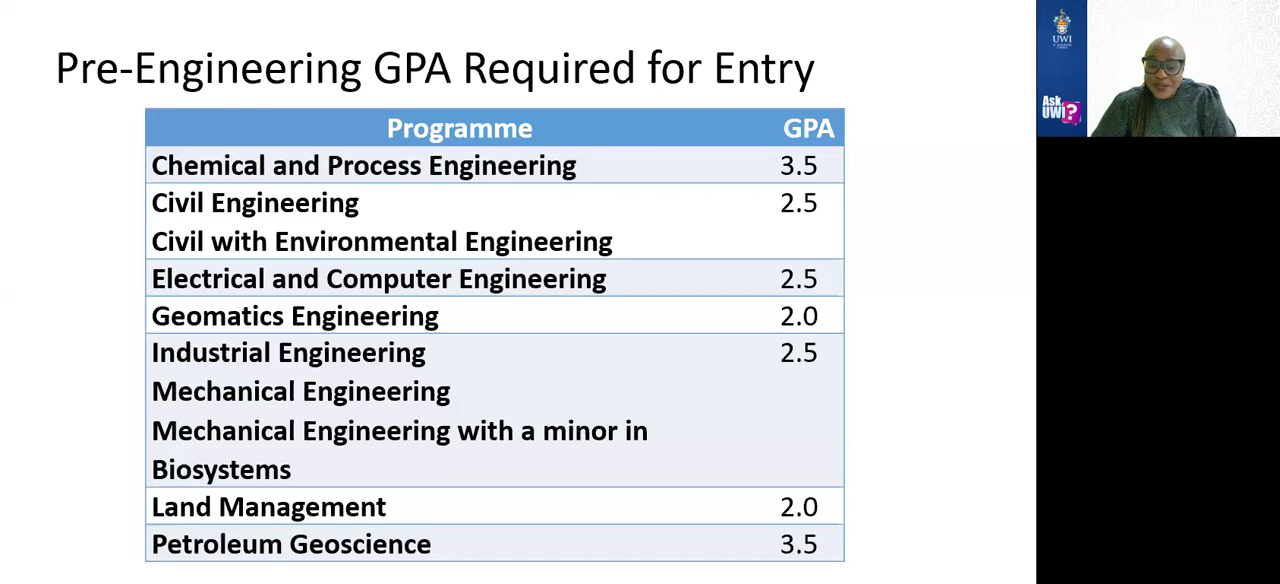 Pre-Engineering GPA Required for Entry
Programme GPA
Chemical and Process Engineering 3.5
Civil Engineering 2.5
Civil with Environmental Engineering
Electrical and Computer Engineering 2.5
Geomatics Engineering 2.0
Industrial Engineering 2.5
Mechanical Engineering
Mechanical Engineering with a minor in
Biosystems
Land Management 2.0
Petroleum Geoscience 3.5
UWI
Ask
UWI?